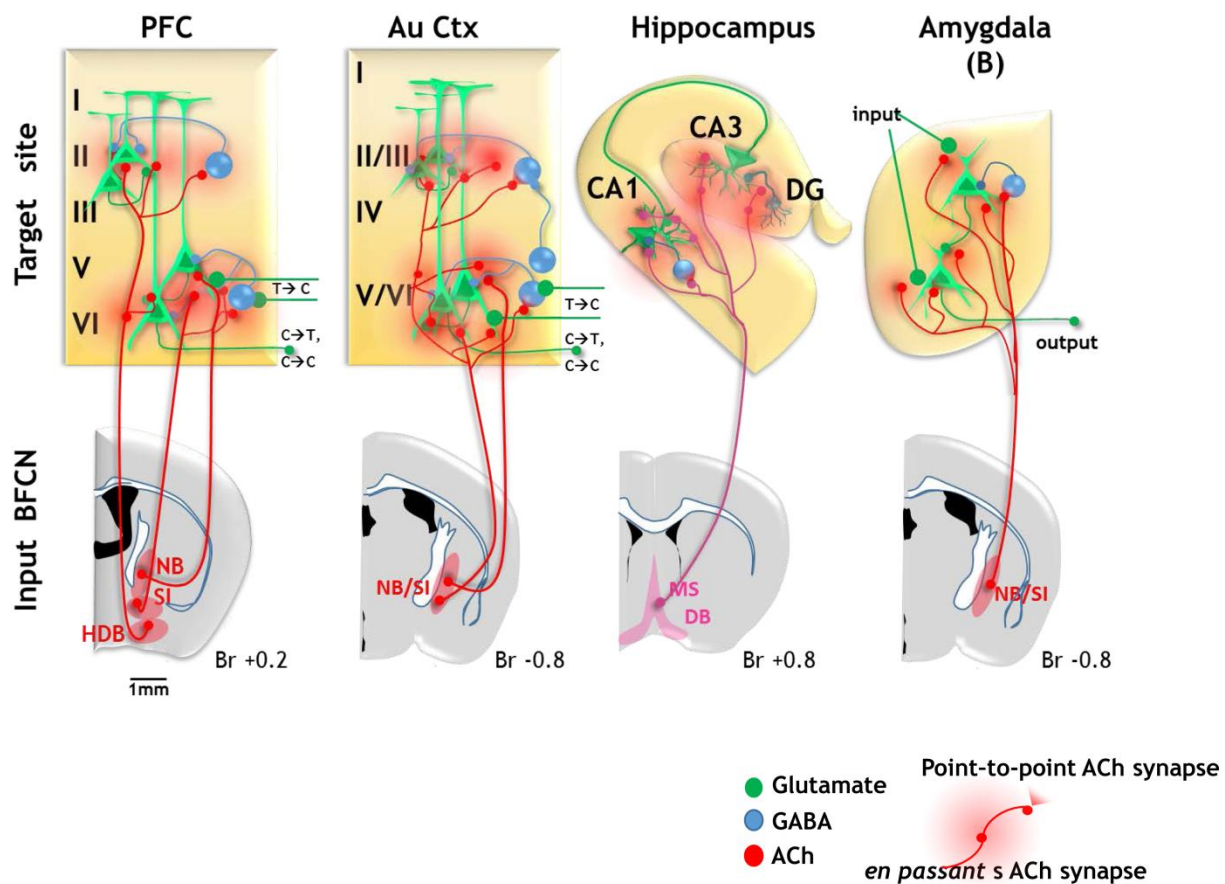 PFC
Au Ctx
Hippocampus
Amygdala
(B)
Target site
I
II
III
V
VI
T→C
C→T,
C→C
I
II/III
IV
V/VI
T→C
C→T,
C→C
CA3
CA1
DG
input
output
Input BFCN
NB
SI
HDB
Br +0.2
1mm
NB/SI
Br -0.8
MS
DB
Br +0.8
NB/SI
Br -0.8
Glutamate
GABA
ACh
Point-to-point ACh synapse
en passant s ACh synapse